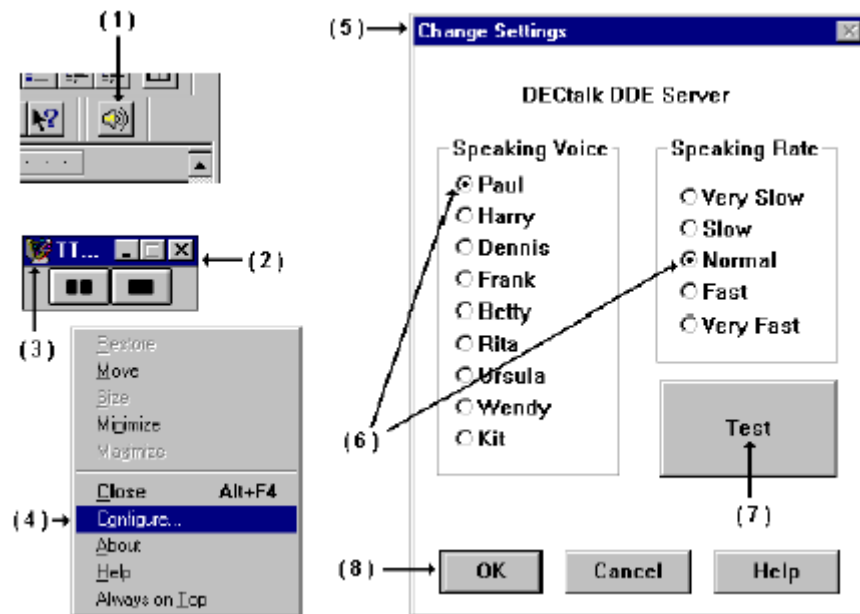 (1)
(2)
TT...
(3)
Restore
Move
Size
Minimize
Maximize
Close Alt+F4
(4)
Configure...
About
Help
Always on Top
(5)
Change Settings
DECtalk DDE Server
Speaking Voice
Paul
Harry
Dennis
Frank
Betty
Rita
Ursula
Wendy
Kit
(6)
Speaking Rate
Very Slow
Slow
Normal
Fast
Very Fast
Test
(7)
(8)
OK Cancel Help